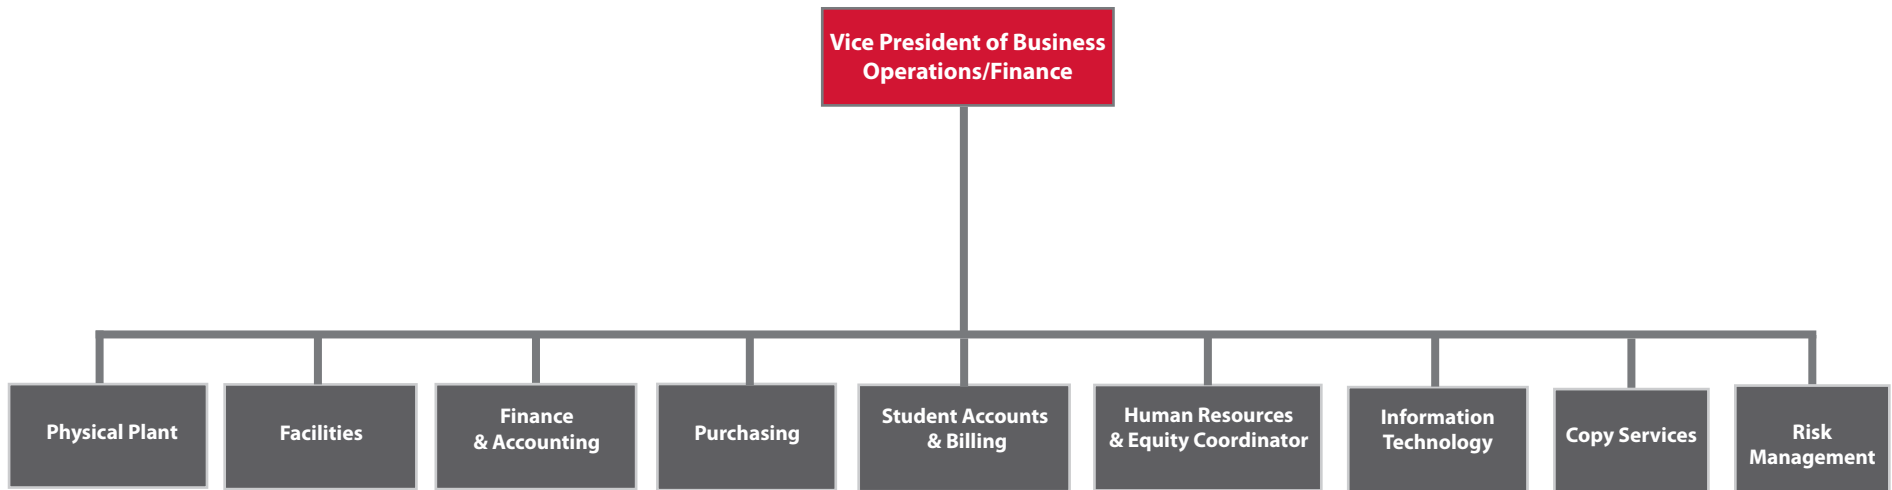 Vice President of Business
Operations/Finance
Physical Plant
Facilities
Finance
& Accounting
Purchasing
Student Accounts
& Billing
Human Resources
& Equity Coordinator
Information
Technology
Copy Services
Risk
Management